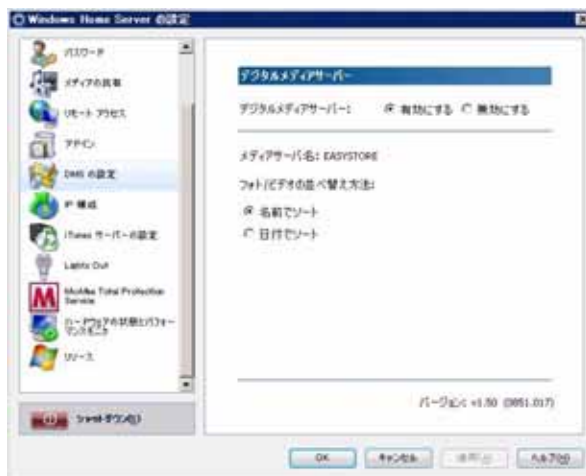 Windows Home Server の設定
パスワード
メディアの共有
リモート アクセス
アドイン
DMS の設定
IP 構成
iTunes サーバーの設定
Lights Out
McAfee Total Protection
Service
ハードウェアの状態とパフォー
マンスモニタ
リソース
シャットダウン(U)
デジタルメディアサーバー
デジタルメディアサーバー:
有効にする
無効にする
メディアサーバ名: EASYSTORE
フォト/ビデオの並べ替え方法:
名前でソート
日付でソート
バージョン: v1.50 (9851.017)
OK
キャンセル
適用(A)
ヘルプ(H)